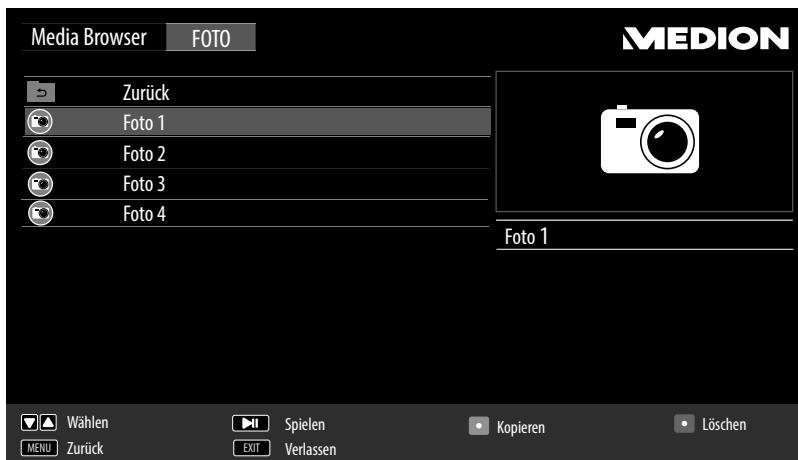 Media Browser FOTO MEDION
Zurück
Foto 1
Foto 2
Foto 3
Foto 4
Foto 1
Wählen Spielen Kopieren Löschen
MENU Zurück EXIT Verlassen